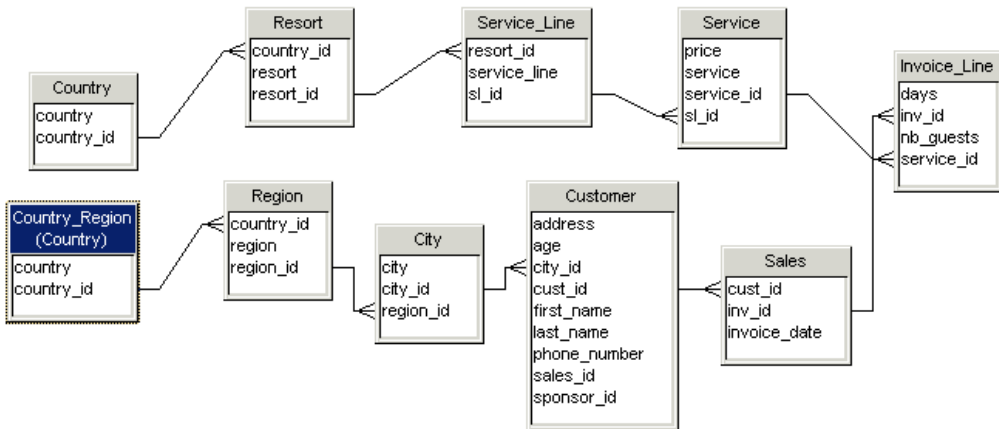 Country
country
country_id
Resort
country_id
resort
resort_id
Service_Line
resort_id
service_line
sl_id
Service
price
service
service_id
sl_id
Invoice_Line
days
inv_id
nb_guests
service_id
Country_Region
(Country)
country
country_id
Region
country_id
region
region_id
City
city
city_id
region_id
Customer
address
age
city_id
cust_id
first_name
last_name
phone_number
sales_id
sponsor_id
Sales
cust_id
inv_id
invoice_date